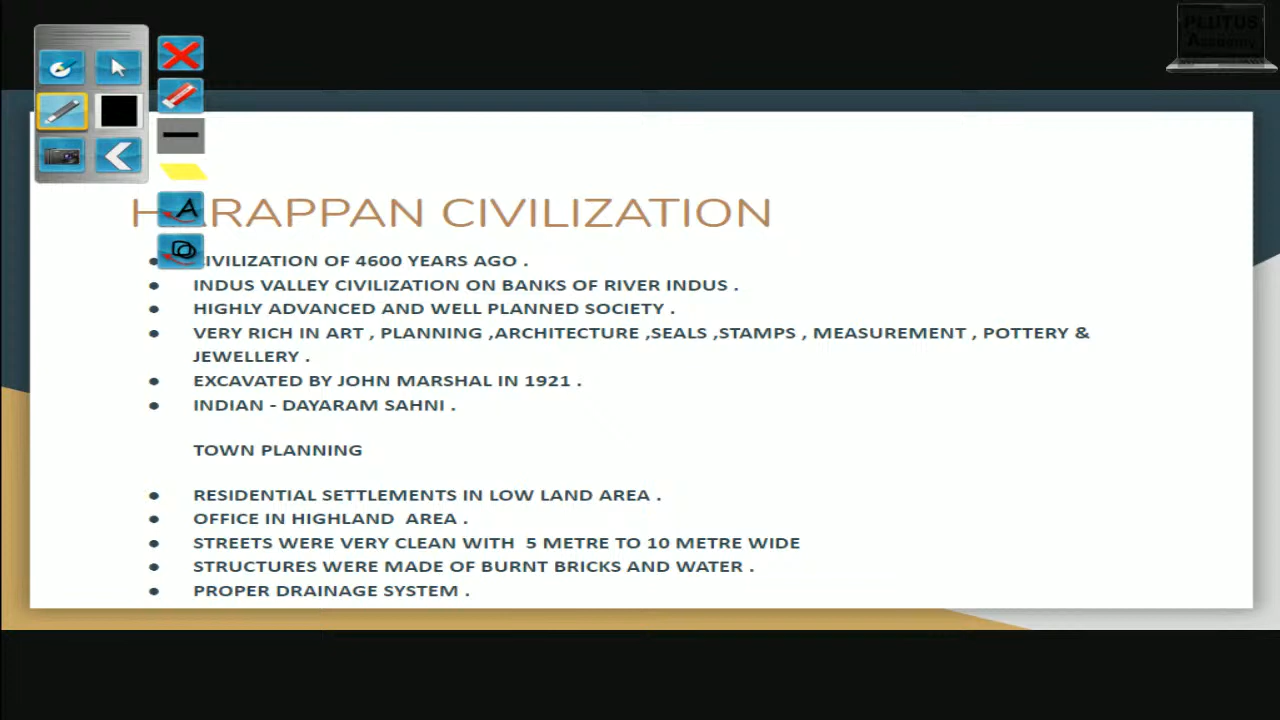 PLUTUS
Academy
HARAPPAN CIVILIZATION
● CIVILIZATION OF 4600 YEARS AGO .
● INDUS VALLEY CIVILIZATION ON BANKS OF RIVER INDUS .
● HIGHLY ADVANCED AND WELL PLANNED SOCIETY .
● VERY RICH IN ART , PLANNING ,ARCHITECTURE ,SEALS ,STAMPS , MEASUREMENT , POTTERY &
JEWELLERY .
● EXCAVATED BY JOHN MARSHAL IN 1921 .
● INDIAN - DAYARAM SAHNI .
TOWN PLANNING
● RESIDENTIAL SETTLEMENTS IN LOW LAND AREA .
● OFFICE IN HIGHLAND AREA .
● STREETS WERE VERY CLEAN WITH 5 METRE TO 10 METRE WIDE
● STRUCTURES WERE MADE OF BURNT BRICKS AND WATER .
● PROPER DRAINAGE SYSTEM .